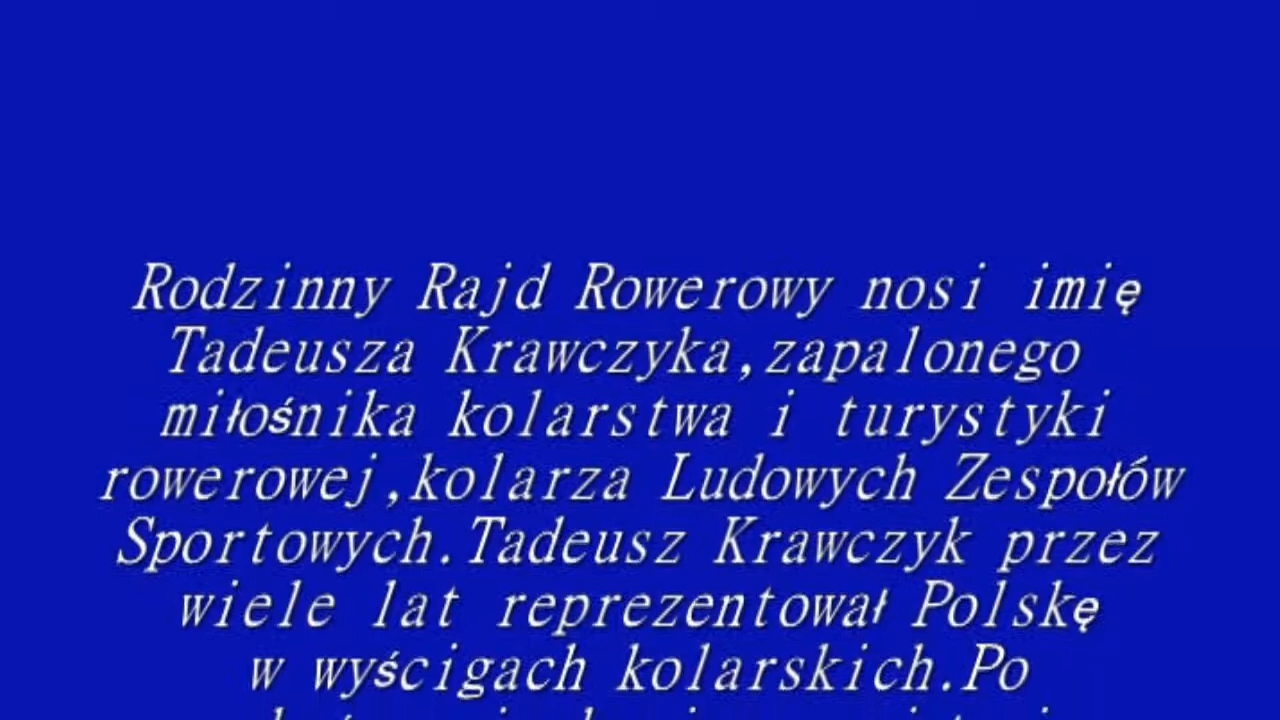 Rodzinny Rajd Rowerowy nosi imię
Tadeusza Krawczyka,zapalonego
miłośnika kolarstwa i turystyki
rowerowej,kolarza Ludowych Zespołów
Sportowych.Tadeusz Krawczyk przez
wiele lat reprezentował Polskę
w wyścigach kolarskich.Po